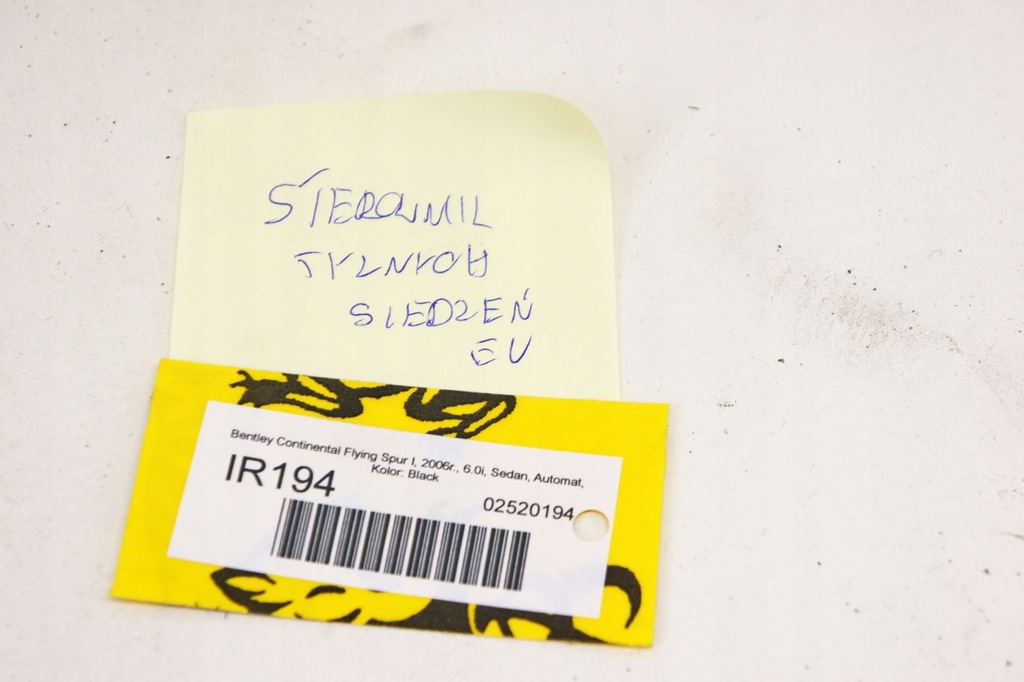 STEROWNIK
TYLNYCH
SIEDZEŃ
EU
Bentley Continental Flying Spur I, 2006r., 6.0i, Sedan, Automat,
Kolor: Black
IR194
02520194